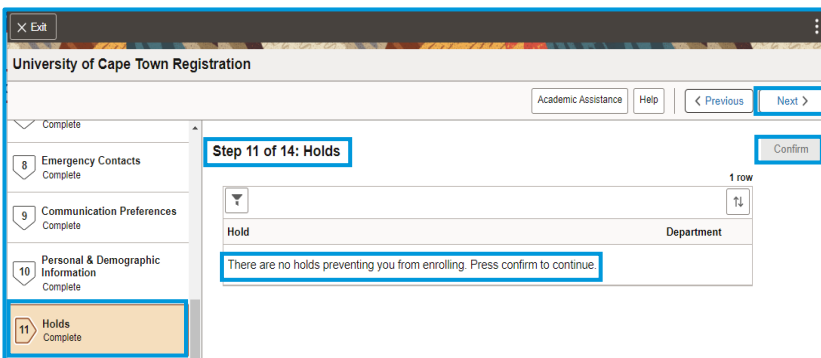 Exit
University of Cape Town Registration
Academic Assistance
Help
Previous
Next
Complete
8
Emergency Contacts
Complete
9
Communication Preferences
Complete
10
Personal & Demographic
Information
Complete
11
Holds
Complete
Step 11 of 14: Holds
Confirm
1 row
Hold
Department
There are no holds preventing you from enrolling. Press confirm to continue.